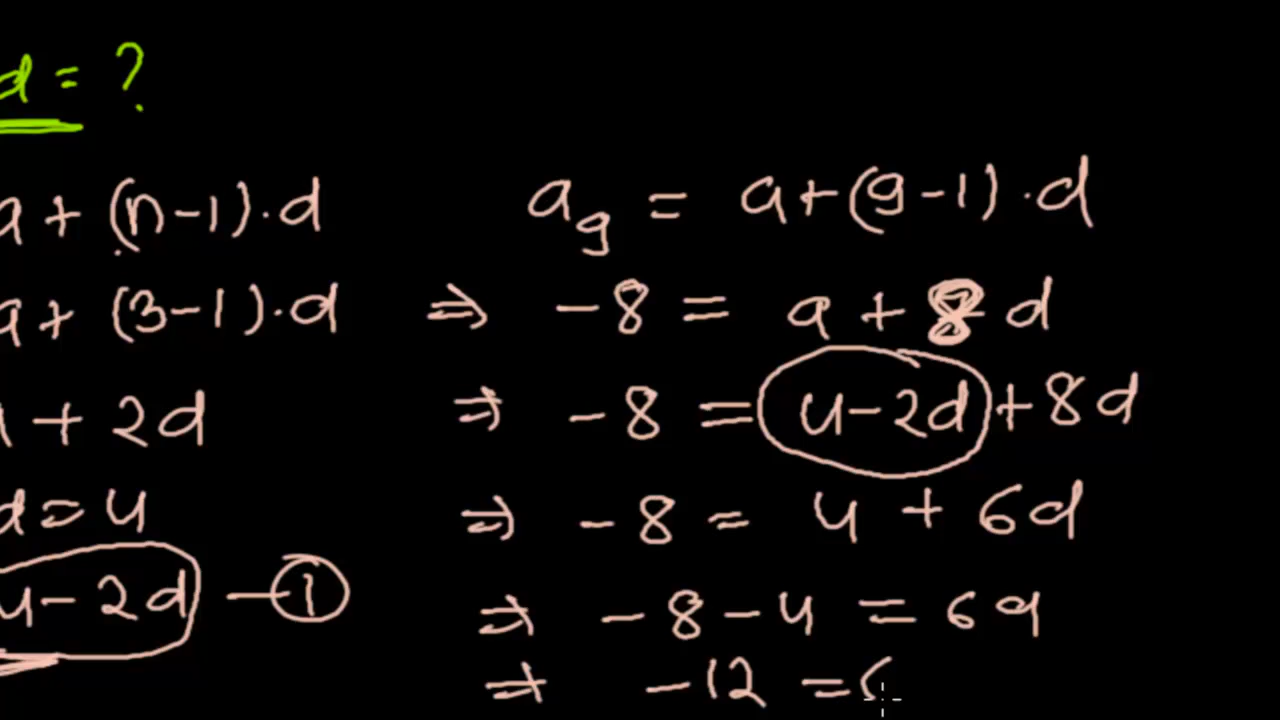 d = ?
a + (n-1).d
a + (3-1).d
+ 2d
d = 4
4 - 2d — ①
a₉ = a + (9-1).d
⇒ -8 = a + 8d
⇒ -8 = 4 - 2d + 8d
⇒ -8 = 4 + 6d
⇒ -8 - 4 = 6d
⇒ -12 = 6